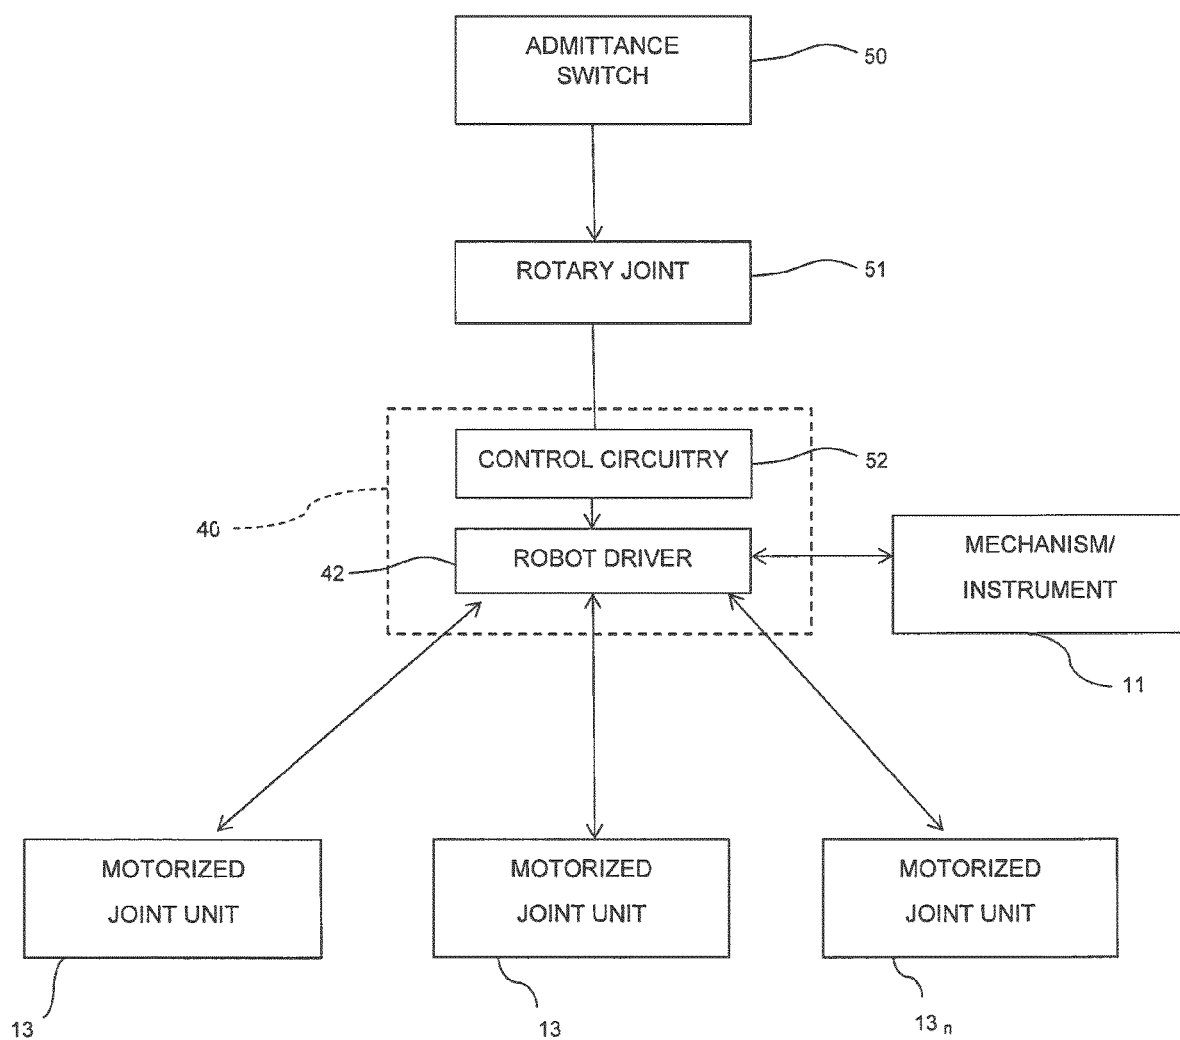 ADMITTANCE
SWITCH
50
ROTARY JOINT
51
CONTROL CIRCUITRY
52
40
ROBOT DRIVER
42
MECHANISM/
INSTRUMENT
11
MOTORIZED
JOINT UNIT
13
MOTORIZED
JOINT UNIT
13
MOTORIZED
JOINT UNIT
13 n